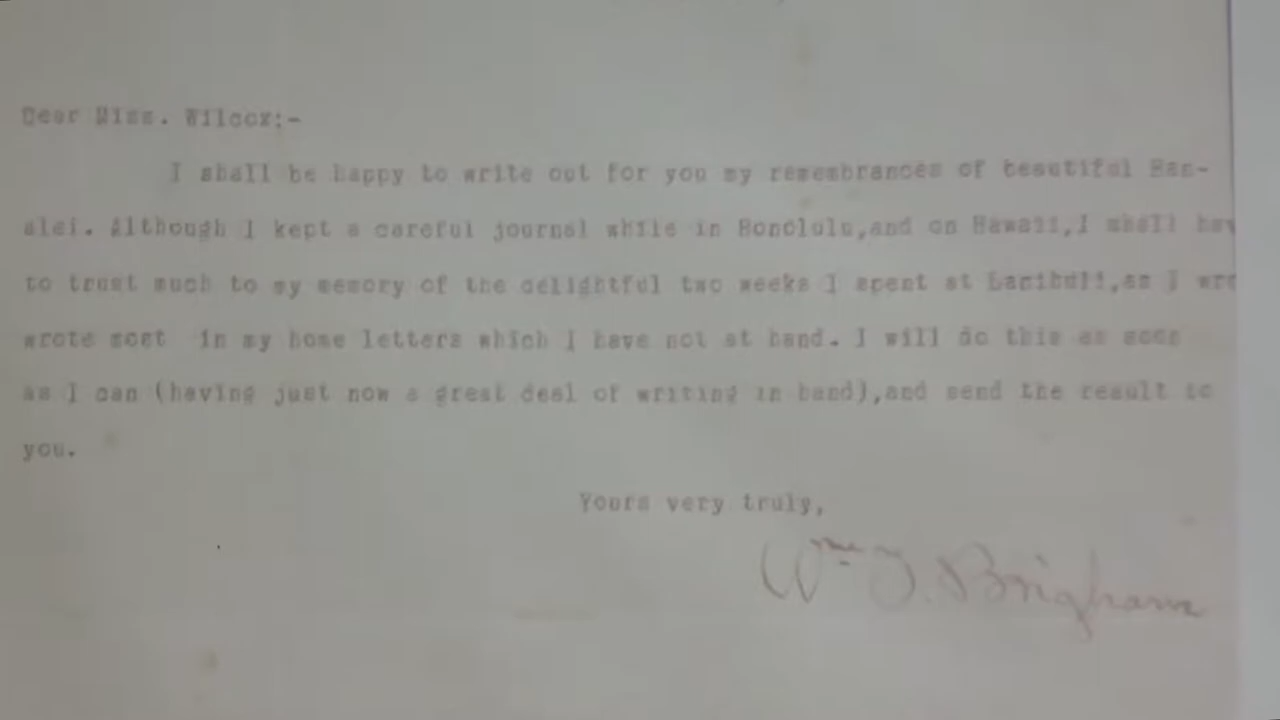 Dear Miss. Wilcox:-
I shall be happy to write out for you my remembrances of beautiful Han-
alei. Although I kept a careful journal while in Honolulu,and on Hawaii,I shall hav
to trust much to my memory of the delightful two weeks I spent at Lanihuli,as I wro
wrote most in my home letters which I have not at hand. I will do this as soon
as I can (having just now a great deal of writing in hand),and send the result to
you.
Yours very truly,
Wm T. Brigham